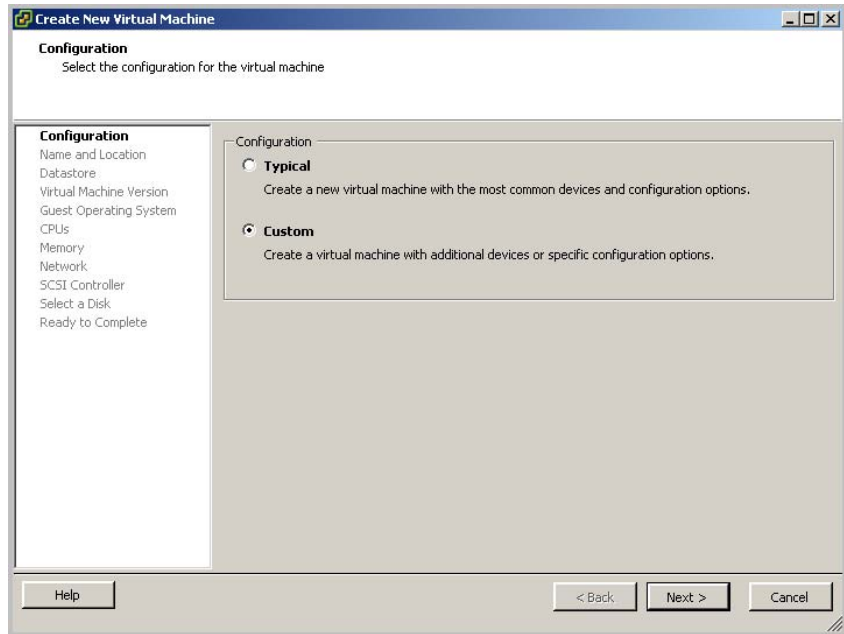 Create New Virtual Machine
Configuration
Select the configuration for the virtual machine
Configuration
Name and Location
Datastore
Virtual Machine Version
Guest Operating System
CPUs
Memory
Network
SCSI Controller
Select a Disk
Ready to Complete
Configuration
Typical
Create a new virtual machine with the most common devices and configuration options.
Custom
Create a virtual machine with additional devices or specific configuration options.
Help
< Back
Next >
Cancel